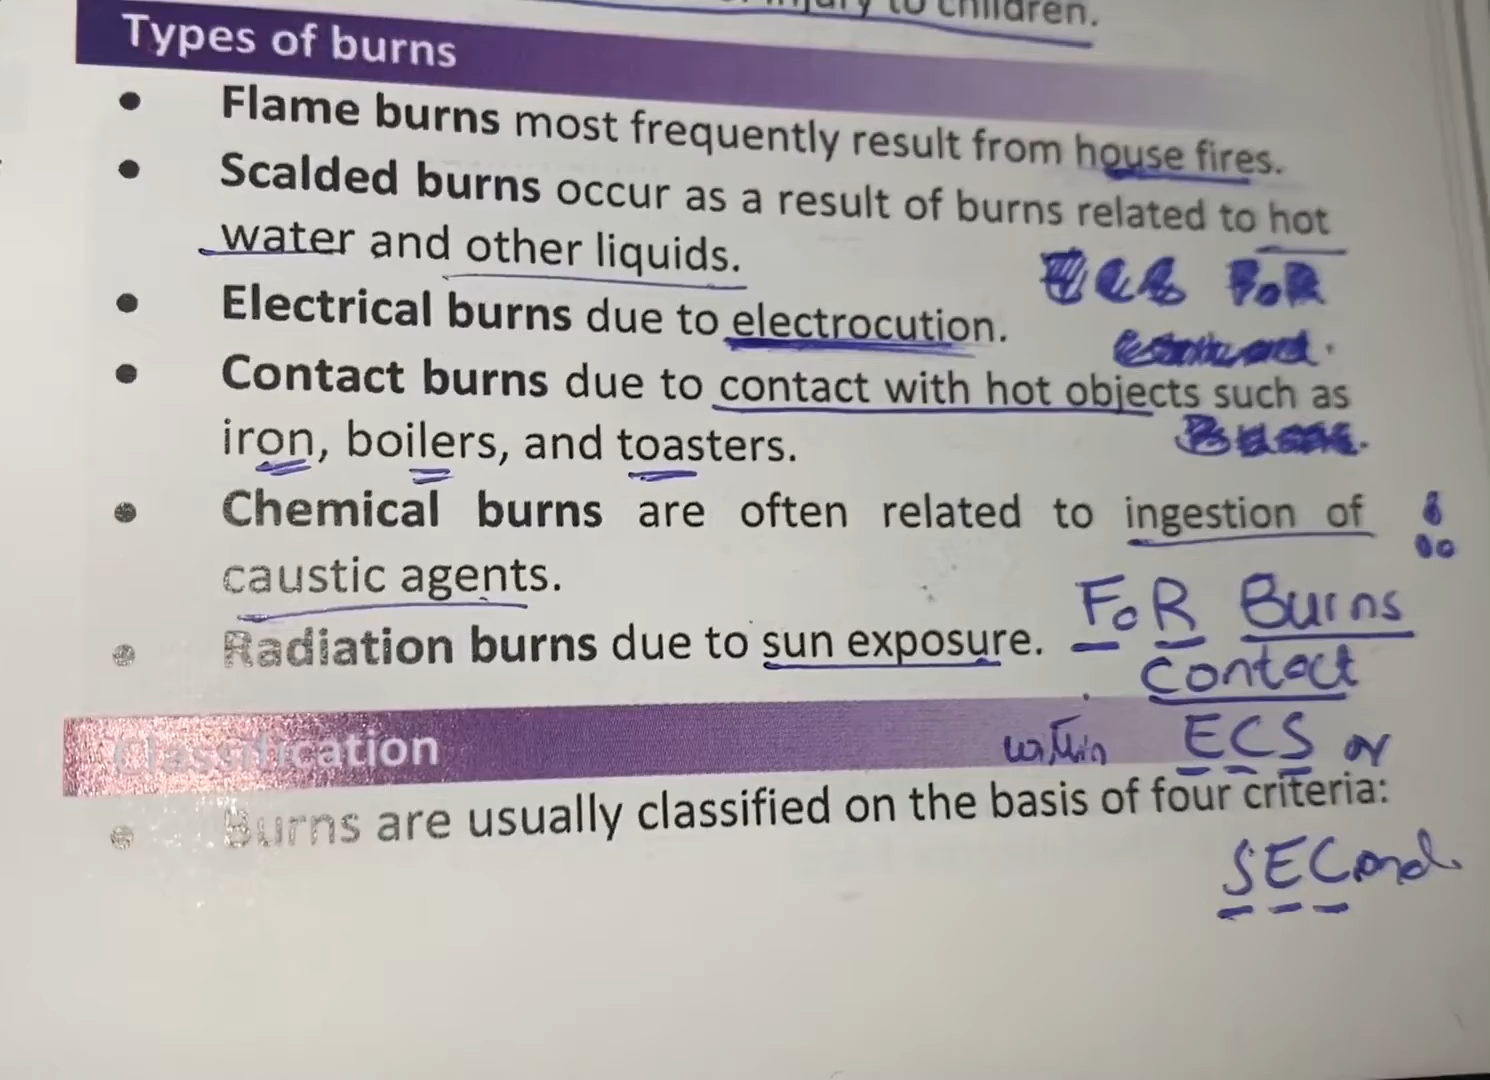 to children.
Types of burns
• Flame burns most frequently result from house fires.
• Scalded burns occur as a result of burns related to hot
water and other liquids.
• Electrical burns due to electrocution.
• Contact burns due to contact with hot objects such as
iron, boilers, and toasters.
• Chemical burns are often related to ingestion of
caustic agents.
• Radiation burns due to sun exposure.
FoR Burns
Contact
within ECS or
SECond
Classification
• Burns are usually classified on the basis of four criteria: